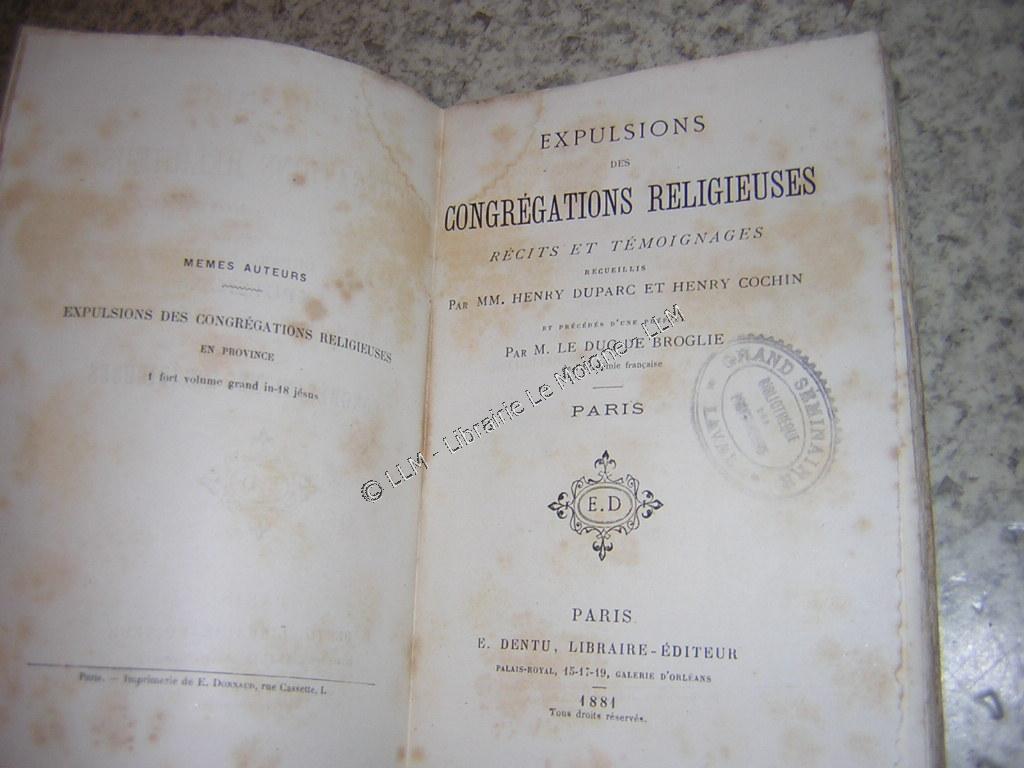 MEMES AUTEURS
EXPULSIONS DES CONGRÉGATIONS RELIGIEUSES
EN PROVINCE
1 fort volume grand in-18 jésus
Paris. — Imprimerie de E. Donnaud, rue Cassette, 1.
EXPULSIONS
DES
CONGRÉGATIONS RELIGIEUSES
RÉCITS ET TÉMOIGNAGES
RECUEILLIS
PAR MM. HENRY DUPARC ET HENRY COCHIN
ET PRÉCÉDÉS D'UNE
PAR M. LE DUC DE BROGLIE
française
PARIS
E.D
PARIS
E. DENTU, LIBRAIRE-ÉDITEUR
PALAIS-ROYAL, 15-17-19, GALERIE D'ORLÉANS
1881
Tous droits réservés.
GRAND SEMINAIRE
LAVAL
BIBLIOTHEQUE
© LLM - Librairie Le Moigne - LLM